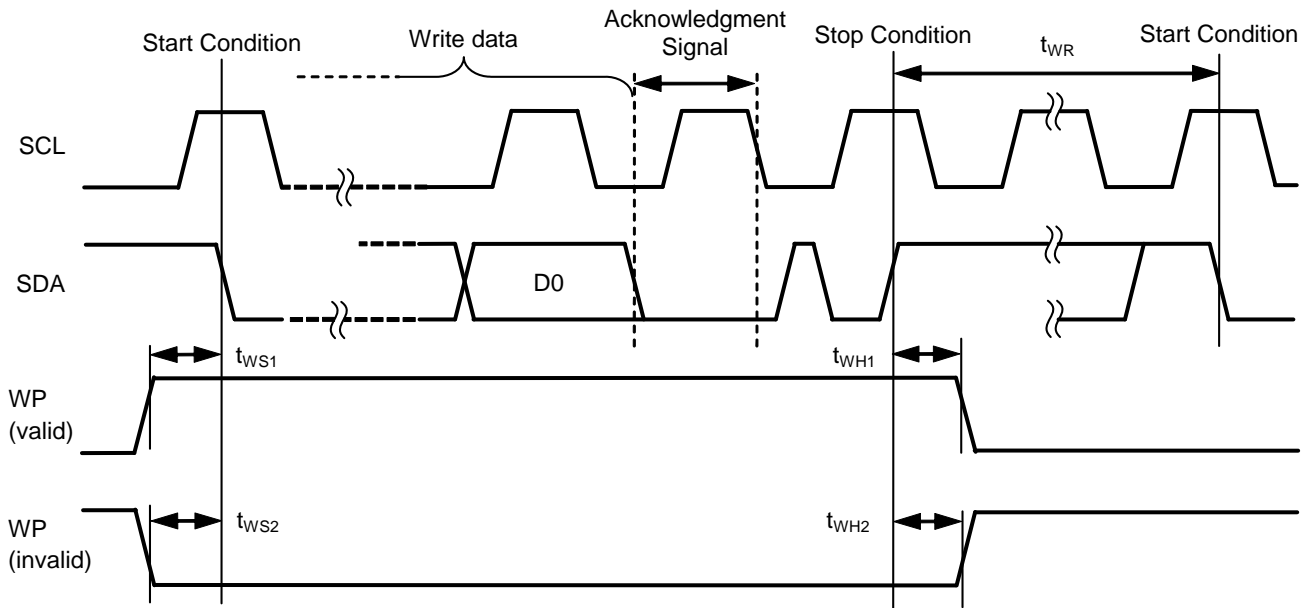 Start Condition
Write data
Acknowledgment
Signal
Stop Condition
tWR
Start Condition
SCL
SDA
D0
tWS1
tWH1
WP
(valid)
tWS2
tWH2
WP
(invalid)